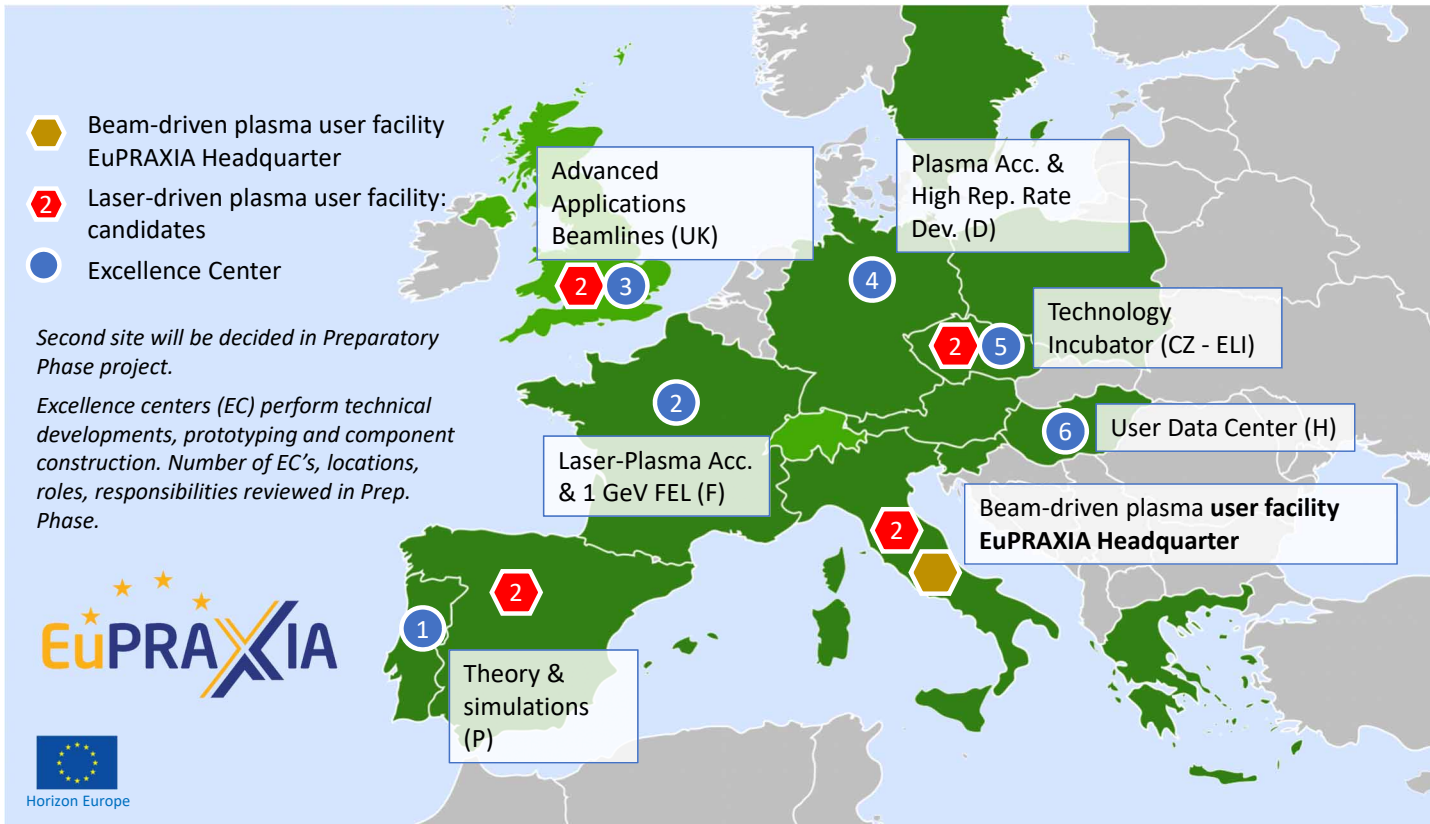 Beam-driven plasma user facility
EuPRAXIA Headquarter
2
Laser-driven plasma user facility:
candidates
Excellence Center
Second site will be decided in Preparatory
Phase project.
Excellence centers (EC) perform technical
developments, prototyping and component
construction. Number of EC's, locations,
roles, responsibilities reviewed in Prep.
Phase.
EuPRAXIA
Horizon Europe
Advanced
Applications
Beamlines (UK)
2
3
Plasma Acc. &
High Rep. Rate
Dev. (D)
4
Technology
Incubator (CZ - ELI)
2
5
2
Laser-Plasma Acc.
& 1 GeV FEL (F)
6
User Data Center (H)
Beam-driven plasma user facility
EuPRAXIA Headquarter
2
2
1
Theory &
simulations
(P)